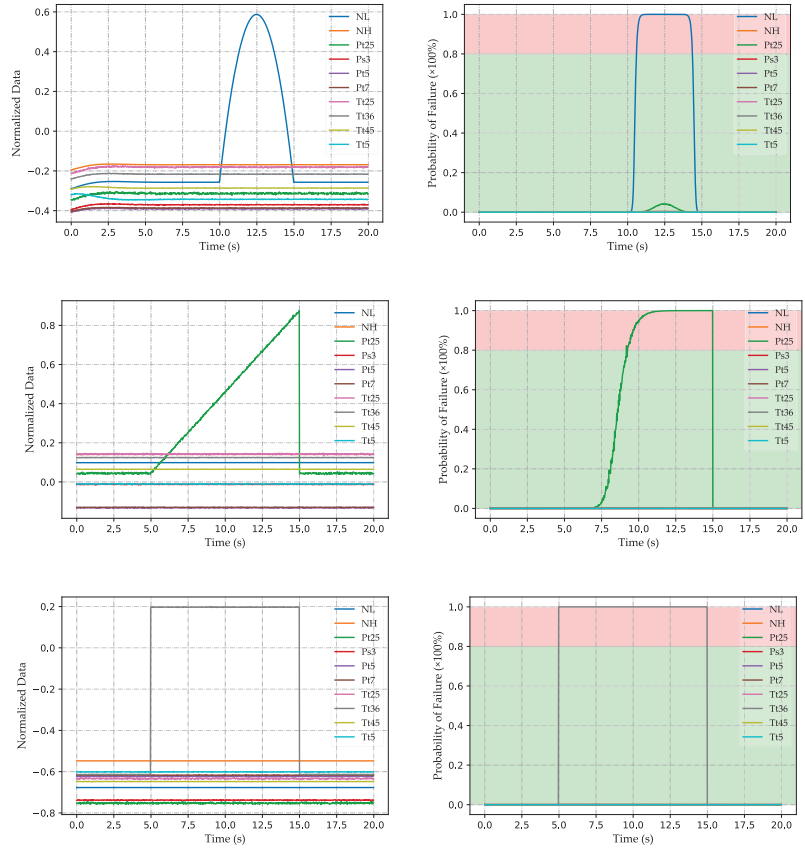 0.6
0.4
0.2
0.0
−0.2
−0.4
Normalized Data
0.0 2.5 5.0 7.5 10.0 12.5 15.0 17.5 20.0
Time (s)
NL
NH
Pt25
Ps3
Pt5
Pt7
Tt25
Tt36
Tt45
Tt5
1.0
0.8
0.6
0.4
0.2
0.0
Probability of Failure (×100%)
0.0 2.5 5.0 7.5 10.0 12.5 15.0 17.5 20.0
Time (s)
NL
NH
Pt25
Ps3
Pt5
Pt7
Tt25
Tt36
Tt45
Tt5
0.8
0.6
0.4
0.2
0.0
Normalized Data
0.0 2.5 5.0 7.5 10.0 12.5 15.0 17.5 20.0
Time (s)
NL
NH
Pt25
Ps3
Pt5
Pt7
Tt25
Tt36
Tt45
Tt5
1.0
0.8
0.6
0.4
0.2
0.0
Probability of Failure (×100%)
0.0 2.5 5.0 7.5 10.0 12.5 15.0 17.5 20.0
Time (s)
NL
NH
Pt25
Ps3
Pt5
Pt7
Tt25
Tt36
Tt45
Tt5
0.2
0.0
−0.2
−0.4
−0.6
−0.8
Normalized Data
0.0 2.5 5.0 7.5 10.0 12.5 15.0 17.5 20.0
Time (s)
NL
NH
Pt25
Ps3
Pt5
Pt7
Tt25
Tt36
Tt45
Tt5
1.0
0.8
0.6
0.4
0.2
0.0
Probability of Failure (×100%)
0.0 2.5 5.0 7.5 10.0 12.5 15.0 17.5 20.0
Time (s)
NL
NH
Pt25
Ps3
Pt5
Pt7
Tt25
Tt36
Tt45
Tt5